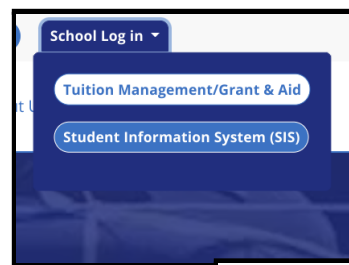 School Log in
Tuition Management/Grant & Aid
Student Information System (SIS)